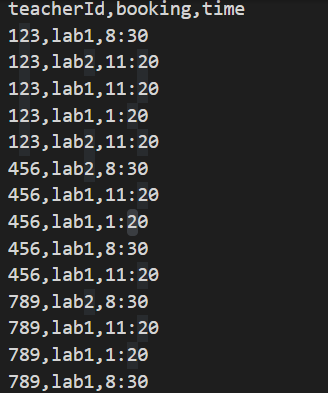 teacherId,booking,time
123,lab1,8:30
123,lab2,11:20
123,lab1,11:20
123,lab1,1:20
123,lab2,11:20
456,lab2,8:30
456,lab1,11:20
456,lab1,1:20
456,lab1,8:30
456,lab1,11:20
789,lab2,8:30
789,lab1,11:20
789,lab1,1:20
789,lab1,8:30